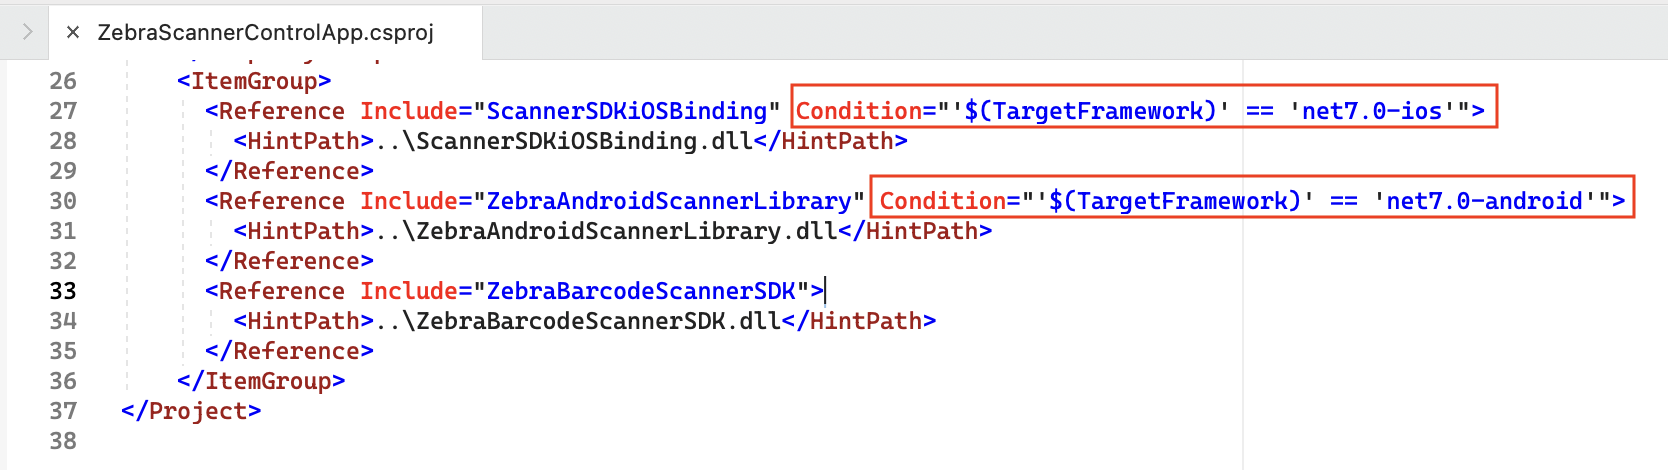 ZebraScannerControlApp.csproj
26 <ItemGroup>
27 <Reference Include="ScannerSDKiOSBinding" Condition="'$(TargetFramework)' == 'net7.0-ios'">
28 <HintPath>..\ScannerSDKiOSBinding.dll</HintPath>
29 </Reference>
30 <Reference Include="ZebraAndroidScannerLibrary" Condition="'$(TargetFramework)' == 'net7.0-android'">
31 <HintPath>..\ZebraAndroidScannerLibrary.dll</HintPath>
32 </Reference>
33 <Reference Include="ZebraBarcodeScannerSDK">
34 <HintPath>..\ZebraBarcodeScannerSDK.dll</HintPath>
35 </Reference>
36 </ItemGroup>
37 </Project>
38